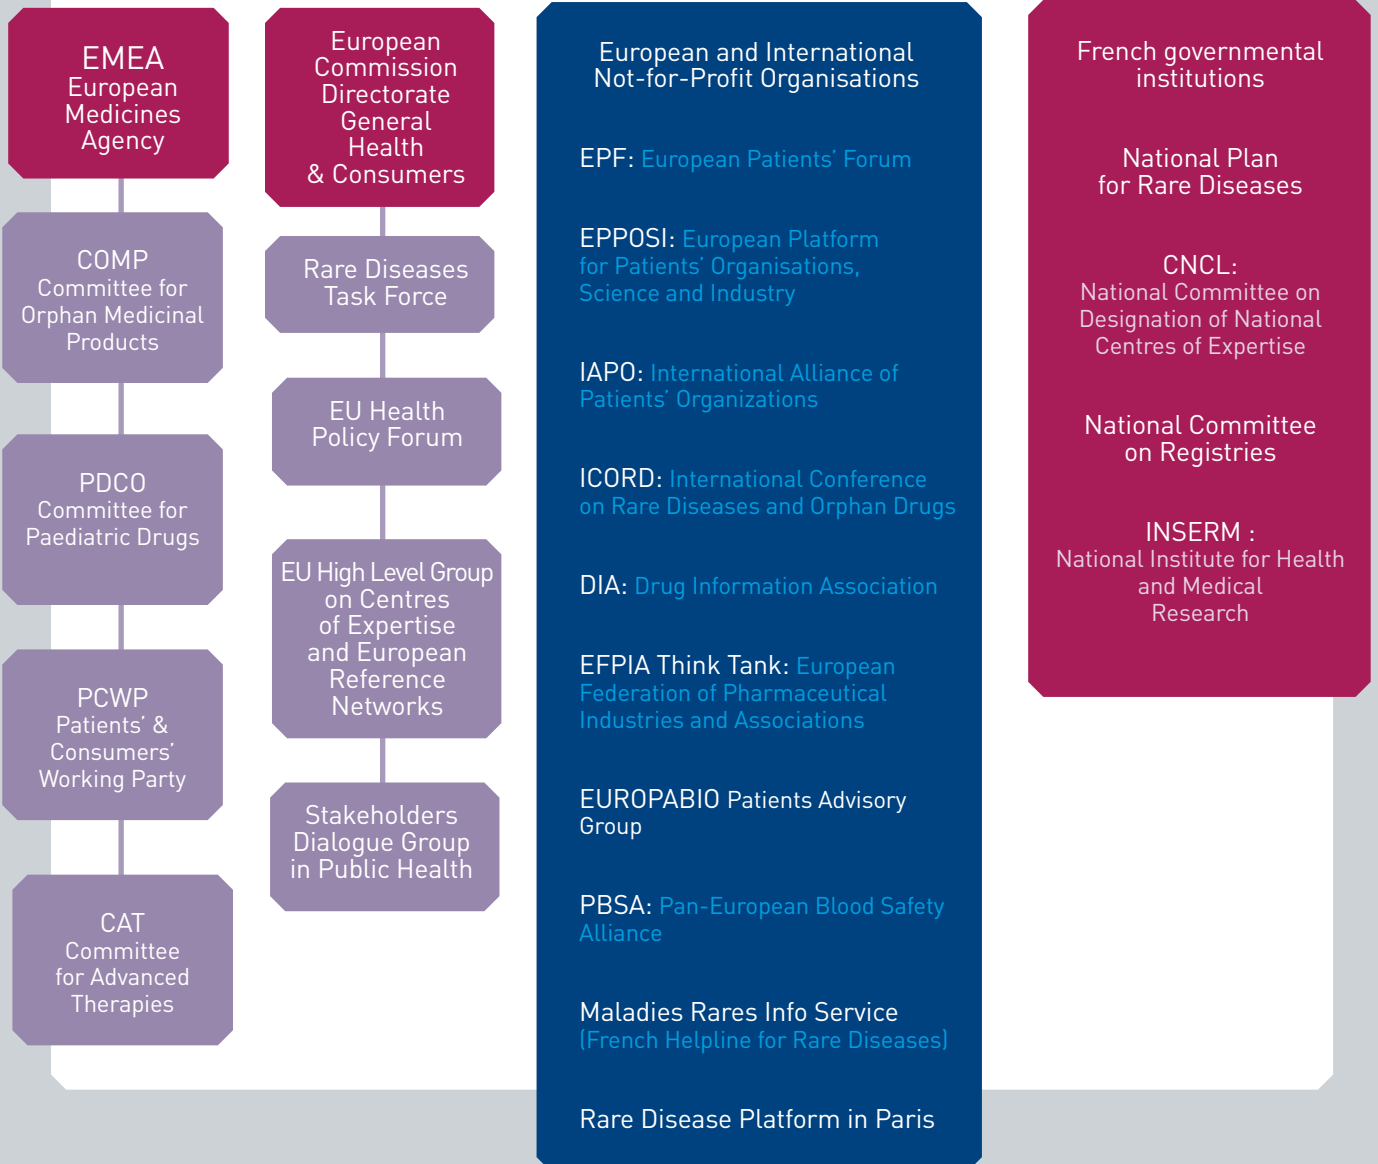 EMEA
European
Medicines
Agency
COMP
Committee for
Orphan Medicinal
Products
PDCO
Committee for
Paediatric Drugs
PCWP
Patients’ &
Consumers’
Working Party
CAT
Committee
for Advanced
Therapies
European
Commission
Directorate
General
Health
& Consumers
Rare Diseases
Task Force
EU Health
Policy Forum
EU High Level Group
on Centres
of Expertise
and European
Reference
Networks
Stakeholders
Dialogue Group
in Public Health
European and International
Not-for-Profit Organisations
EPF: European Patients’ Forum
EPPOSI: European Platform
for Patients’ Organisations,
Science and Industry
IAPO: International Alliance of
Patients’ Organizations
ICORD: International Conference
on Rare Diseases and Orphan Drugs
DIA: Drug Information Association
EFPIA Think Tank: European
Federation of Pharmaceutical
Industries and Associations
EUROPABIO Patients Advisory
Group
PBSA: Pan-European Blood Safety
Alliance
Maladies Rares Info Service
(French Helpline for Rare Diseases)
Rare Disease Platform in Paris
French governmental
institutions
National Plan
for Rare Diseases
CNCL:
National Committee on
Designation of National
Centres of Expertise
National Committee
on Registries
INSERM :
National Institute for Health
and Medical
Research